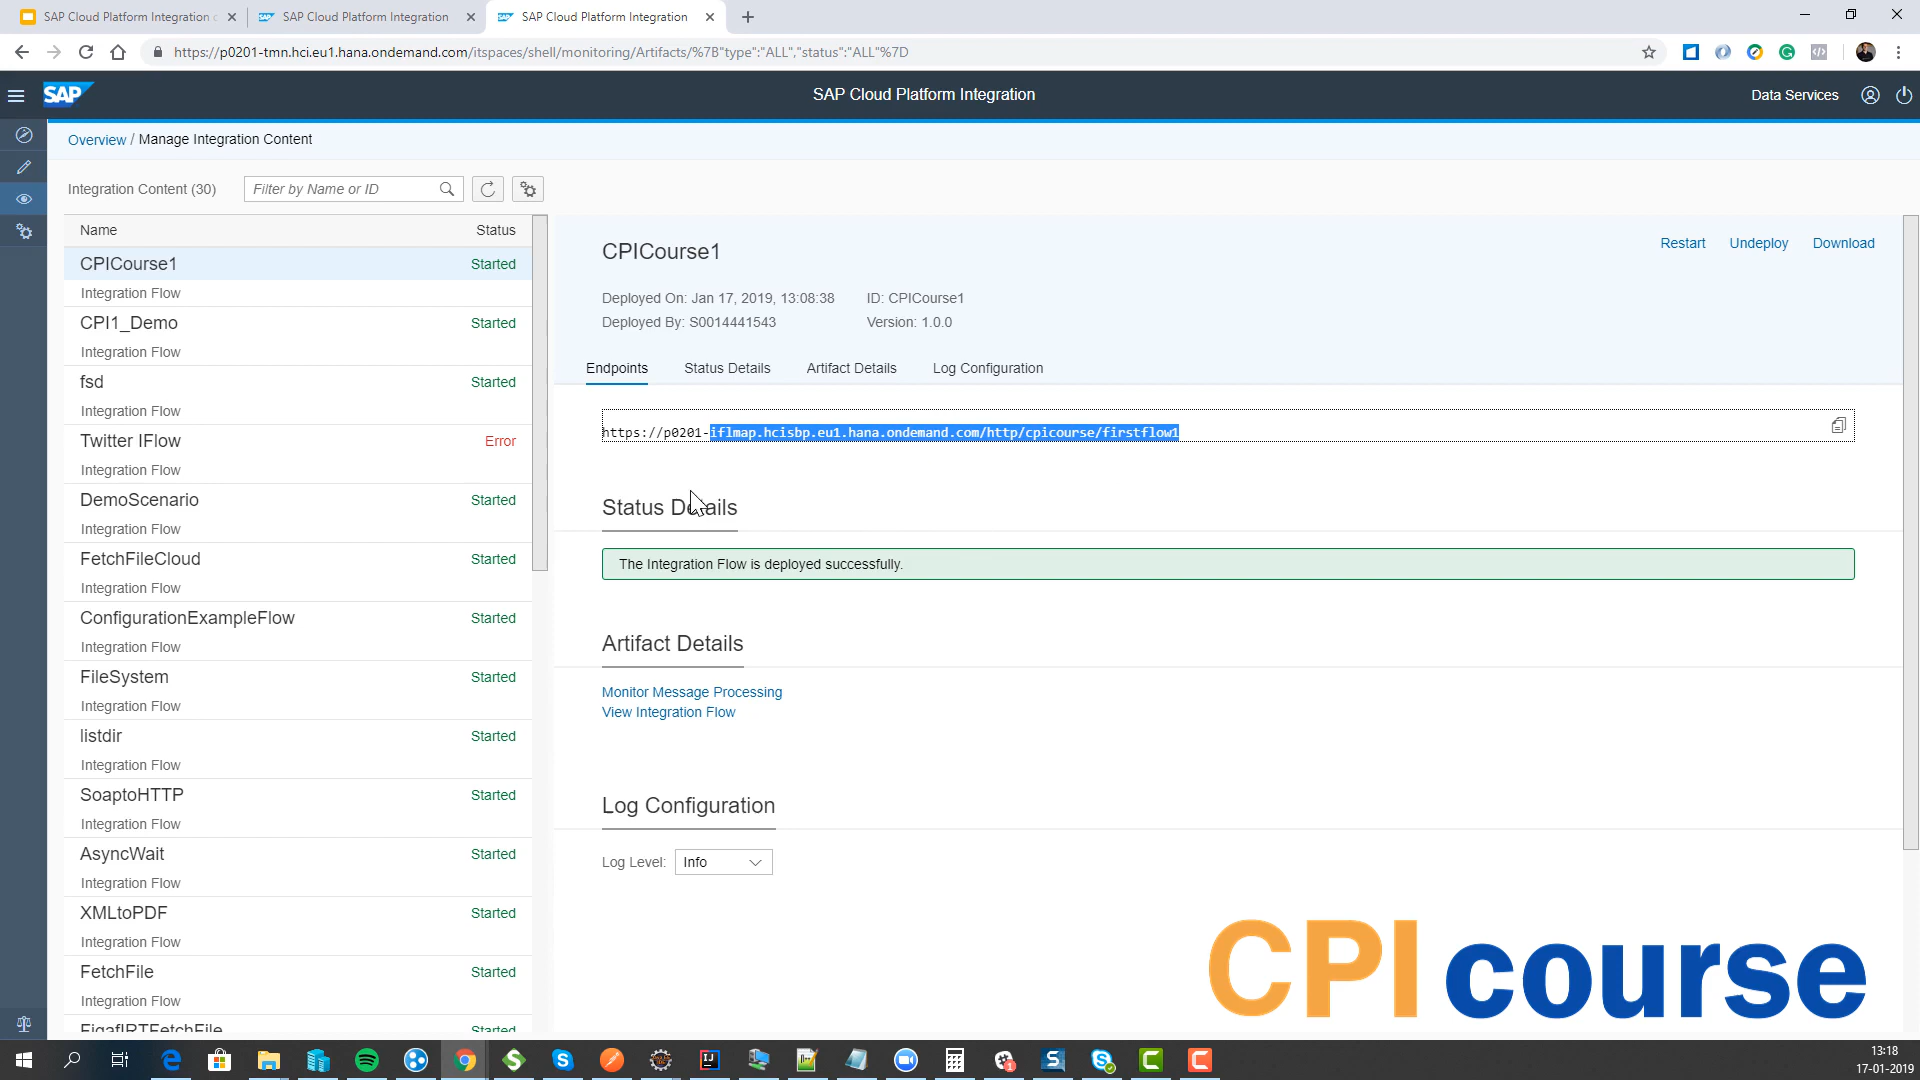 SAP Cloud Platform Integration
SAP Cloud Platform Integration
SAP Cloud Platform Integration
https://p0201-tmn.hci.eu1.hana.ondemand.com/itspaces/shell/monitoring/Artifacts/%7B"type":"ALL","status":"ALL"%7D
SAP
SAP Cloud Platform Integration
Data Services
Overview / Manage Integration Content
Integration Content (30)
Filter by Name or ID
Name Status
CPICourse1 Started
Integration Flow
CPI1_Demo Started
Integration Flow
fsd Started
Integration Flow
Twitter IFlow Error
Integration Flow
DemoScenario Started
Integration Flow
FetchFileCloud Started
Integration Flow
ConfigurationExampleFlow Started
Integration Flow
FileSystem Started
Integration Flow
listdir Started
Integration Flow
SoaptoHTTP Started
Integration Flow
AsyncWait Started
Integration Flow
XMLtoPDF Started
Integration Flow
FetchFile Started
Integration Flow
FigafIRTFetchFile Started
CPICourse1
Restart Undeploy Download
Deployed On: Jan 17, 2019, 13:08:38 ID: CPICourse1
Deployed By: S0014441543 Version: 1.0.0
Endpoints Status Details Artifact Details Log Configuration
https://p0201-iflmap.hcisbp.eu1.hana.ondemand.com/http/cpicourse/firstflow1
Status Details
The Integration Flow is deployed successfully.
Artifact Details
Monitor Message Processing
View Integration Flow
Log Configuration
Log Level: Info
CPI course
13:18
17-01-2019